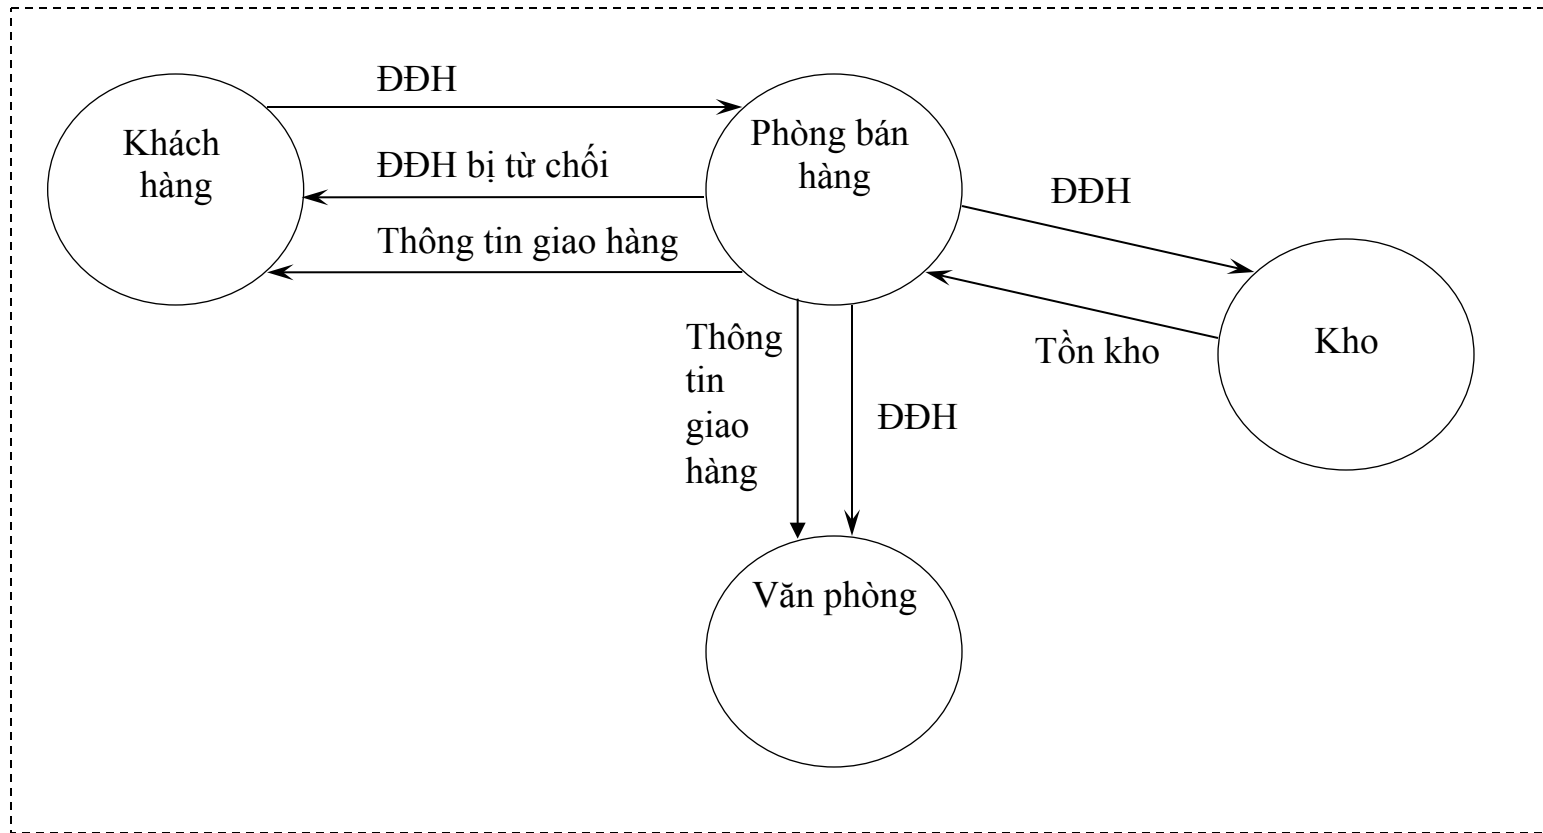 ĐĐH
Khách
hàng
Phòng bán
hàng
ĐĐH bị từ chối
ĐĐH
Thông tin giao hàng
Thông
tin
giao
hàng
Tồn kho
Kho
ĐĐH
Văn phòng